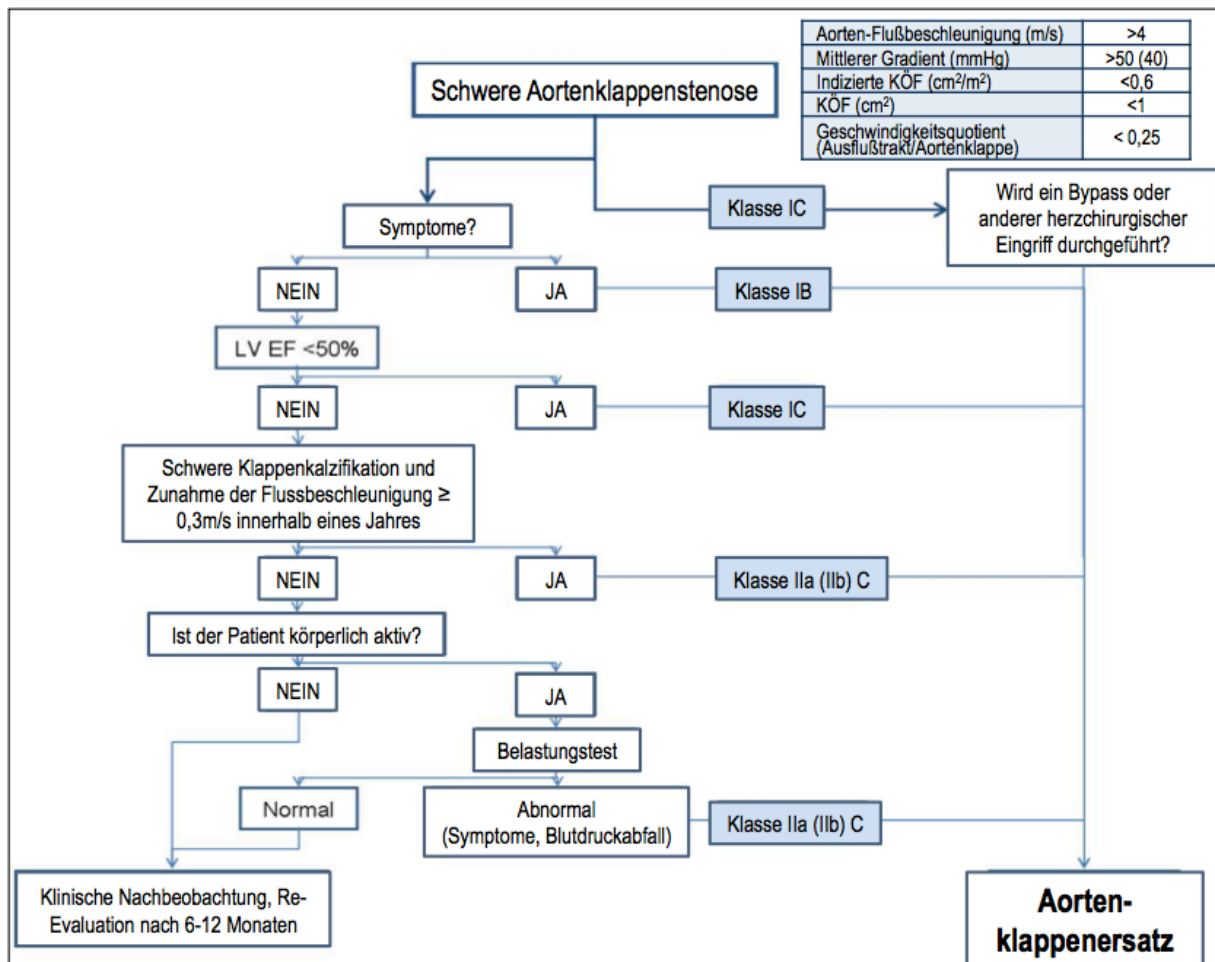 Aorten-Flußbeschleunigung (m/s) >4
Mittlerer Gradient (mmHg) >50 (40)
Indizierte KÖF (cm²/m²) <0,6
KÖF (cm²) <1
Geschwindigkeitsquotient
(Ausflußtrakt/Aortenklappe) < 0,25
Schwere Aortenklappenstenose
Symptome?
Klasse IC
Wird ein Bypass oder
anderer herzchirurgischer
Eingriff durchgeführt?
NEIN
JA
Klasse IB
LV EF <50%
NEIN
JA
Klasse IC
Schwere Klappenkalzifikation und
Zunahme der Flussbeschleunigung ≥
0,3m/s innerhalb eines Jahres
NEIN
JA
Klasse IIa (IIb) C
Ist der Patient körperlich aktiv?
NEIN
JA
Belastungstest
Normal
Abnormal
(Symptome, Blutdruckabfall)
Klasse IIa (IIb) C
Klinische Nachbeobachtung, Re-
Evaluation nach 6-12 Monaten
Aorten-
klappenersatz